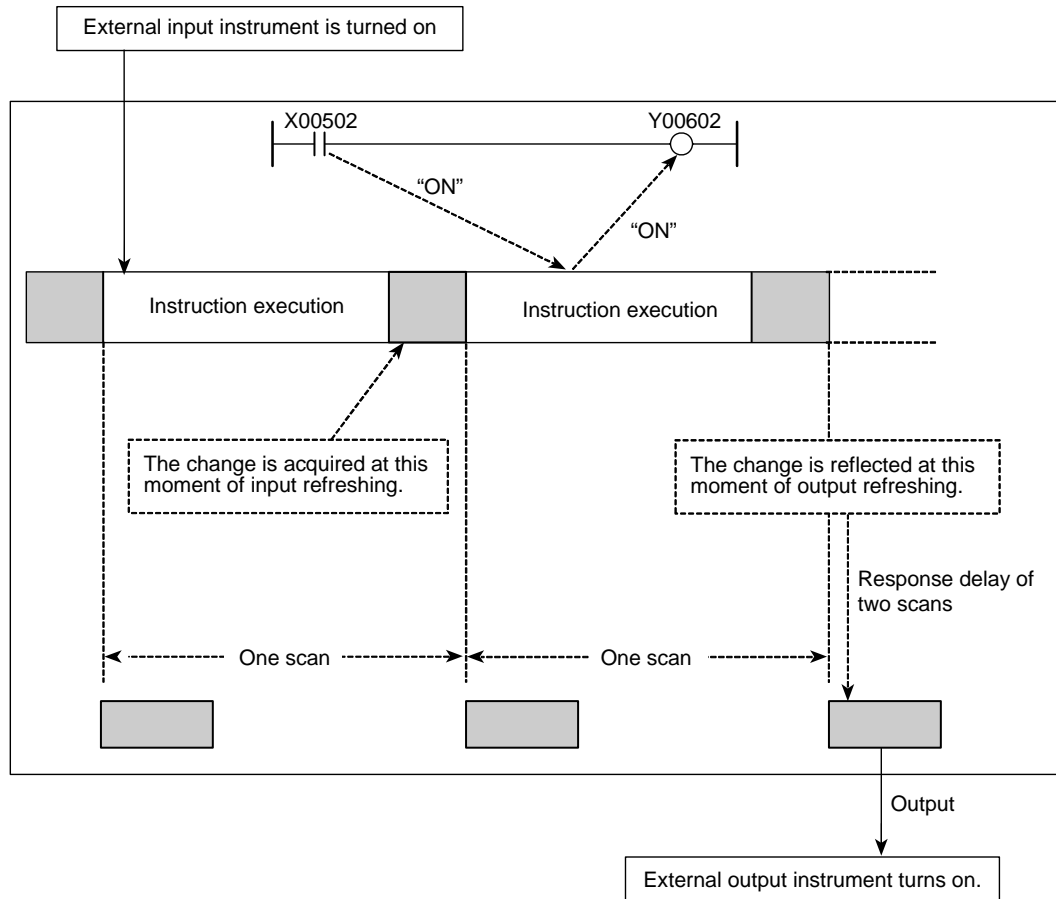 External input instrument is turned on
X00502
Y00602
“ON”
“ON”
Instruction execution
Instruction execution
The change is acquired at this
moment of input refreshing.
The change is reflected at this
moment of output refreshing.
Response delay of
two scans
One scan
One scan
Output
External output instrument turns on.